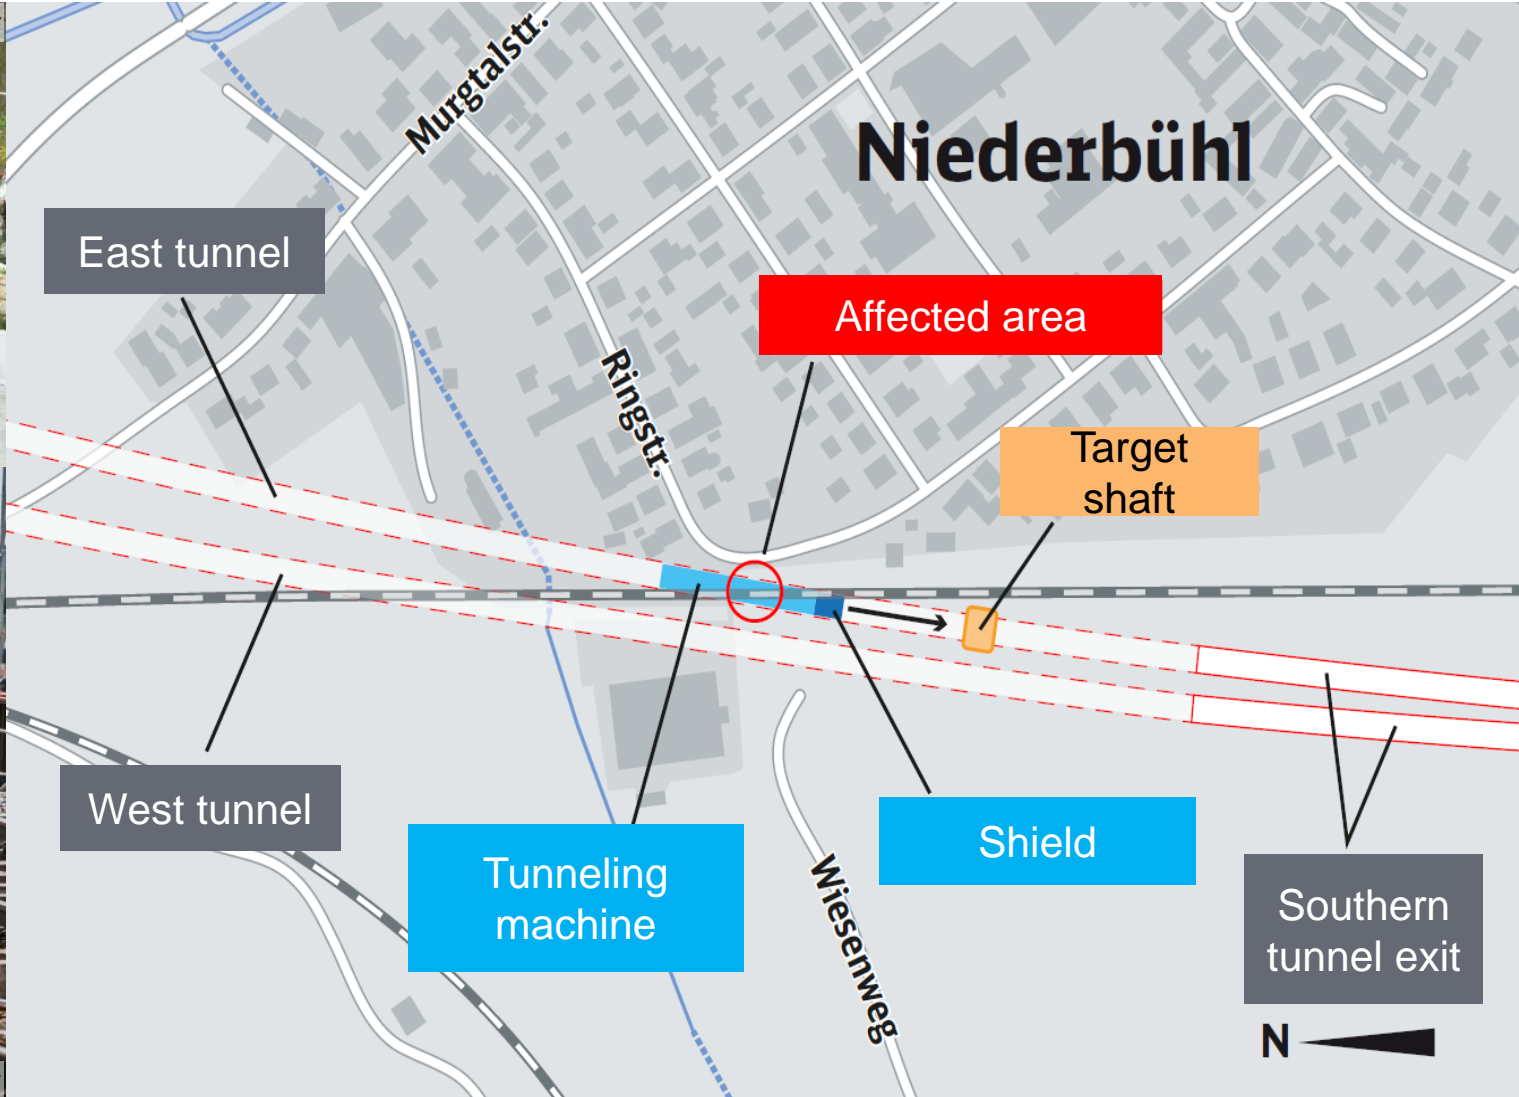 Murgtalstr.
Niederbühl
East tunnel
Affected area
Ringstr.
Target
shaft
West tunnel
Tunneling
machine
Shield
Wiesenweg
Southern
tunnel exit
N